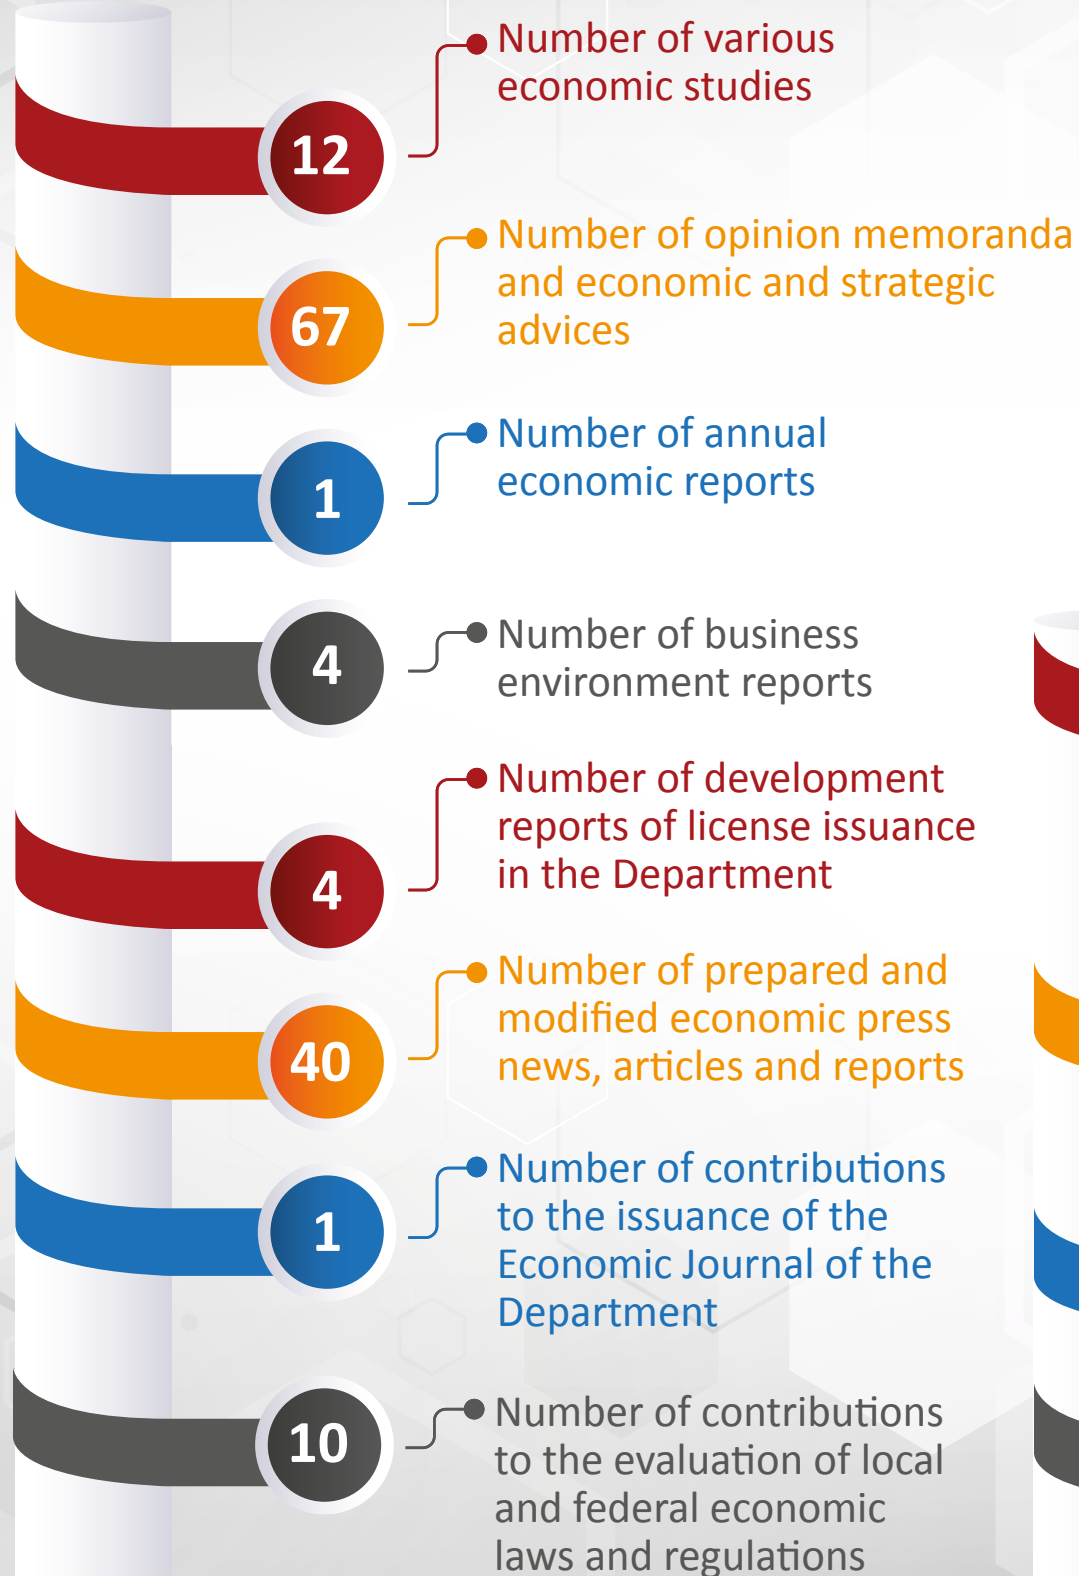 12
Number of various
economic studies
67
Number of opinion memoranda
and economic and strategic
advices
1
Number of annual
economic reports
4
Number of business
environment reports
4
Number of development
reports of license issuance
in the Department
40
Number of prepared and
modified economic press
news, articles and reports
1
Number of contributions
to the issuance of the
Economic Journal of the
Department
10
Number of contributions
to the evaluation of local
and federal economic
laws and regulations